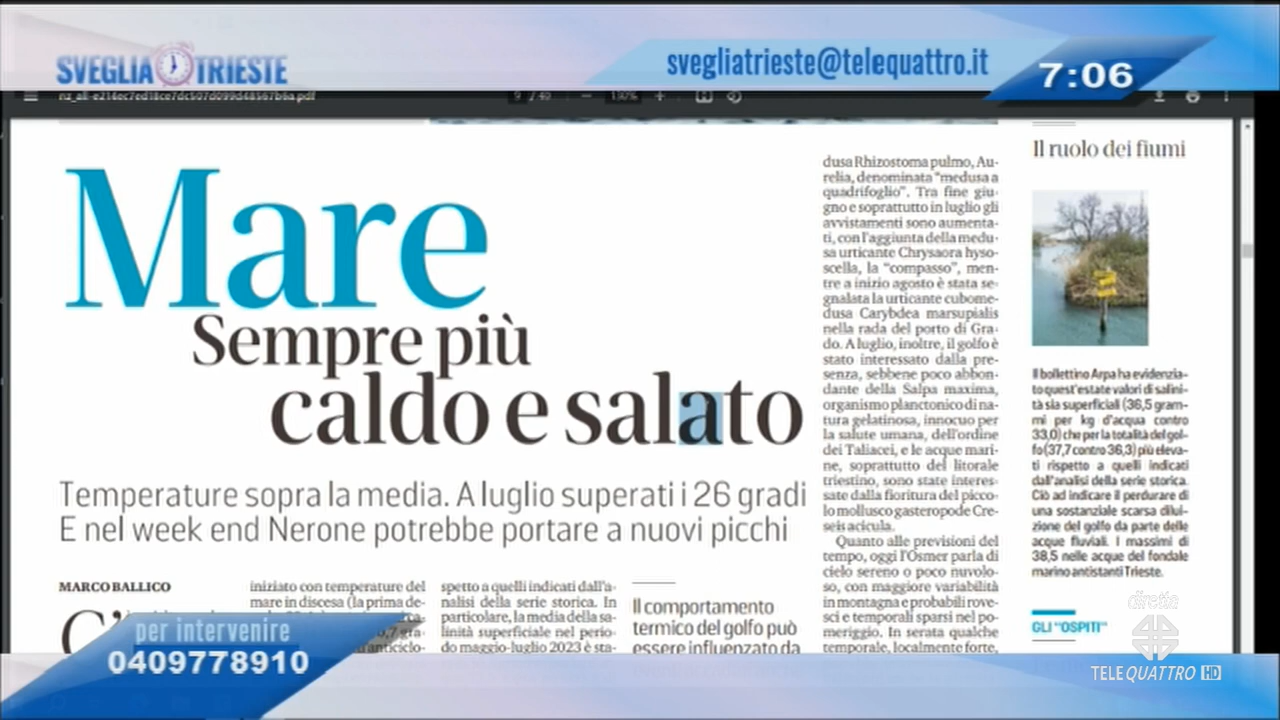 SVEGLIA TRIESTE
svegliatrieste@telequattro.it
7:06
Mare
Sempre più
caldo e salato
Temperature sopra la media. A luglio superati i 26 gradi
E nel week end Nerone potrebbe portare a nuovi picchi
MARCO BALLICO
C'
iniziato con temperature del
mare in discesa (la prima de-
spetto a quelli indicati dall'a-
nalisi della serie storica. In
particolare, la media della sa-
linità superficiale nel perio-
do maggio-luglio 2023 è sta-
Il comportamento
termico del golfo può
essere influenzato da
dusa Rhizostoma pulmo, Au-
relia, denominata "medusa a
quadrifoglio". Tra fine giu-
gno e soprattutto in luglio gli
avvistamenti sono aumenta-
ti, con l'aggiunta della medu-
sa urticante Chrysaora hyso-
scella, la "compasso", men-
tre a inizio agosto è stata se-
gnalata la urticante cubome-
dusa Carybdea marsupialis
nella rada del porto di Gra-
do. A luglio, inoltre, il golfo è
stato interessato dalla pre-
senza, sebbene poco abbon-
dante della Salpa maxima,
organismo planctonico di na-
tura gelatinosa, innocuo per
la salute umana, dell'ordine
dei Taliacei, e le acque mari-
ne, soprattutto del litorale
triestino, sono state interes-
sate dalla fioritura del picco-
lo mollusco gasteropode Cre-
seis acicula.
Quanto alle previsioni del
tempo, oggi l'Osmer parla di
cielo sereno o poco nuvolo-
so, con maggiore variabilità
in montagna e probabili rove-
sci e temporali sparsi nel po-
meriggio. In serata qualche
temporale, localmente forte,
Il ruolo dei fiumi
Il bollettino Arpa ha evidenzia-
to quest'estate valori di salini-
tà sia superficiali (36,5 gram-
mi per kg d'acqua contro
33,0) che per la totalità del gol-
fo (37,7 contro 36,3) più eleva-
ti rispetto a quelli indicati
dall'analisi della serie storica.
Ciò ad indicare il perdurare di
una sostanziale scarsa dilui-
zione del golfo da parte delle
acque fluviali. I massimi di
38,5 nelle acque del fondale
marino antistanti Trieste.
GLI "OSPITI"
per intervenire
0409778910
diretta
TELEQUATTRO HD